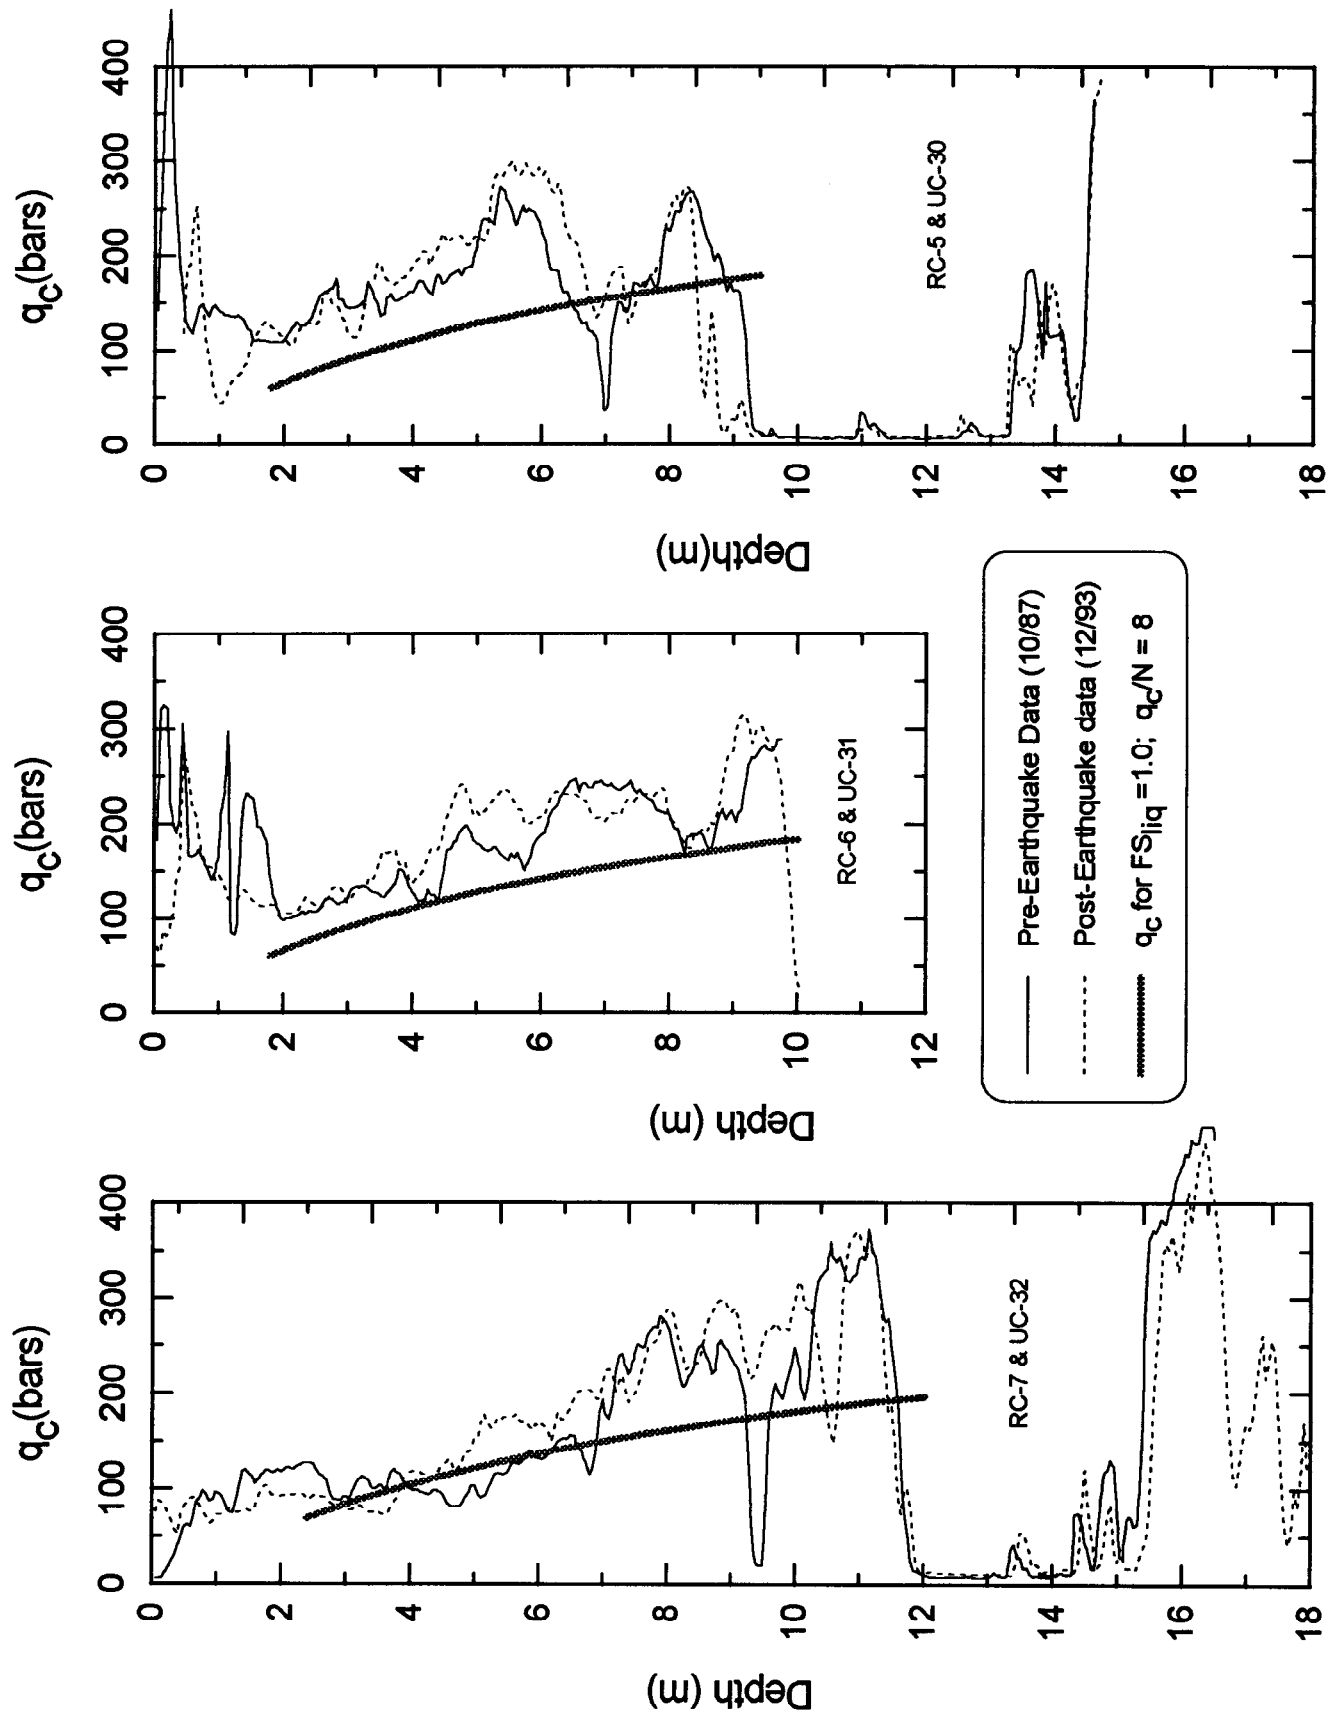 q_c(bars)
0 100 200 300 400
0
2
4
6
8
10
12
14
16
18
Depth (m)
RC-7 & UC-32
q_c(bars)
0 100 200 300 400
0
2
4
6
8
10
12
Depth (m)
RC-6 & UC-31
q_c(bars)
0 100 200 300 400
0
2
4
6
8
10
12
14
16
18
Depth(m)
RC-5 & UC-30
Pre-Earthquake Data (10/87)
Post-Earthquake data (12/93)
q_c for FS_liq =1.0; q_c/N = 8